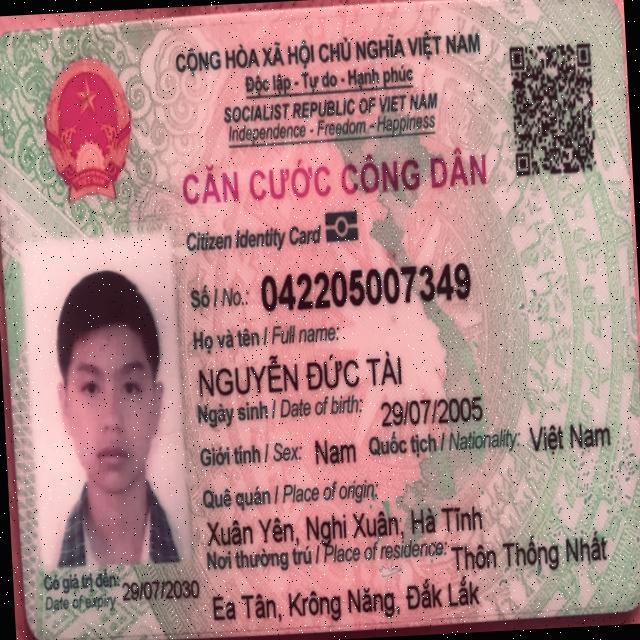 CỘNG HÒA XÃ HỘI CHỦ NGHĨA VIỆT NAM
Độc lập - Tự do - Hạnh phúc
SOCIALIST REPUBLIC OF VIET NAM
Independence - Freedom - Happiness
CĂN CƯỚC CÔNG DÂN
Citizen Identity Card
Số / No.: 042205007349
Họ và tên / Full name:
NGUYỄN ĐỨC TÀI
Ngày sinh / Date of birth: 29/07/2005
Giới tính / Sex: Nam Quốc tịch / Nationality: Việt Nam
Quê quán / Place of origin:
Xuân Yên, Nghi Xuân, Hà Tĩnh
Nơi thường trú / Place of residence: Thôn Thống Nhất
Ea Tân, Krông Năng, Đắk Lắk
Có giá trị đến: 29/07/2030
Date of expiry